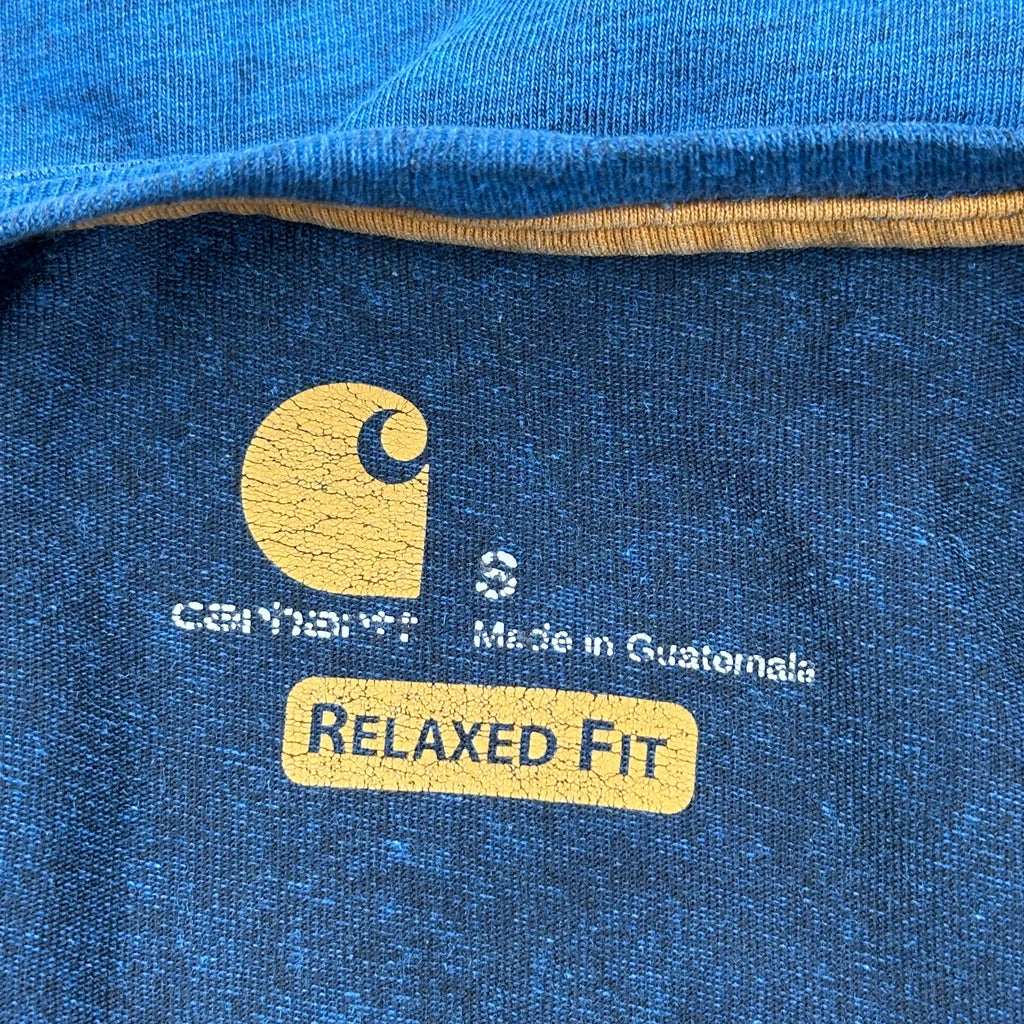 carhartt
S
Made in Guatemala
RELAXED FIT